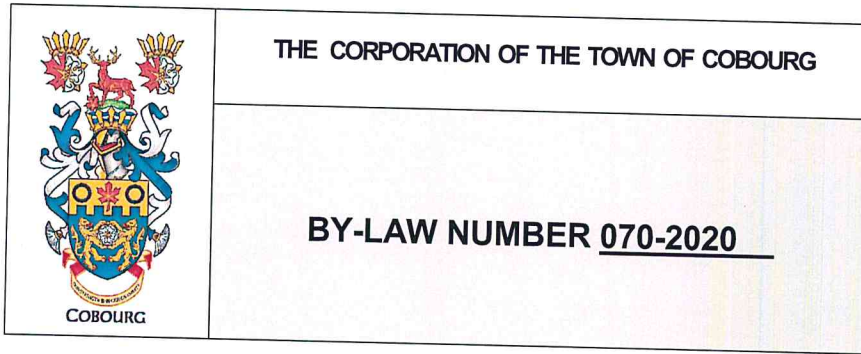 THE CORPORATION OF THE TOWN OF COBOURG
BY-LAW NUMBER 070-2020
COBOURG